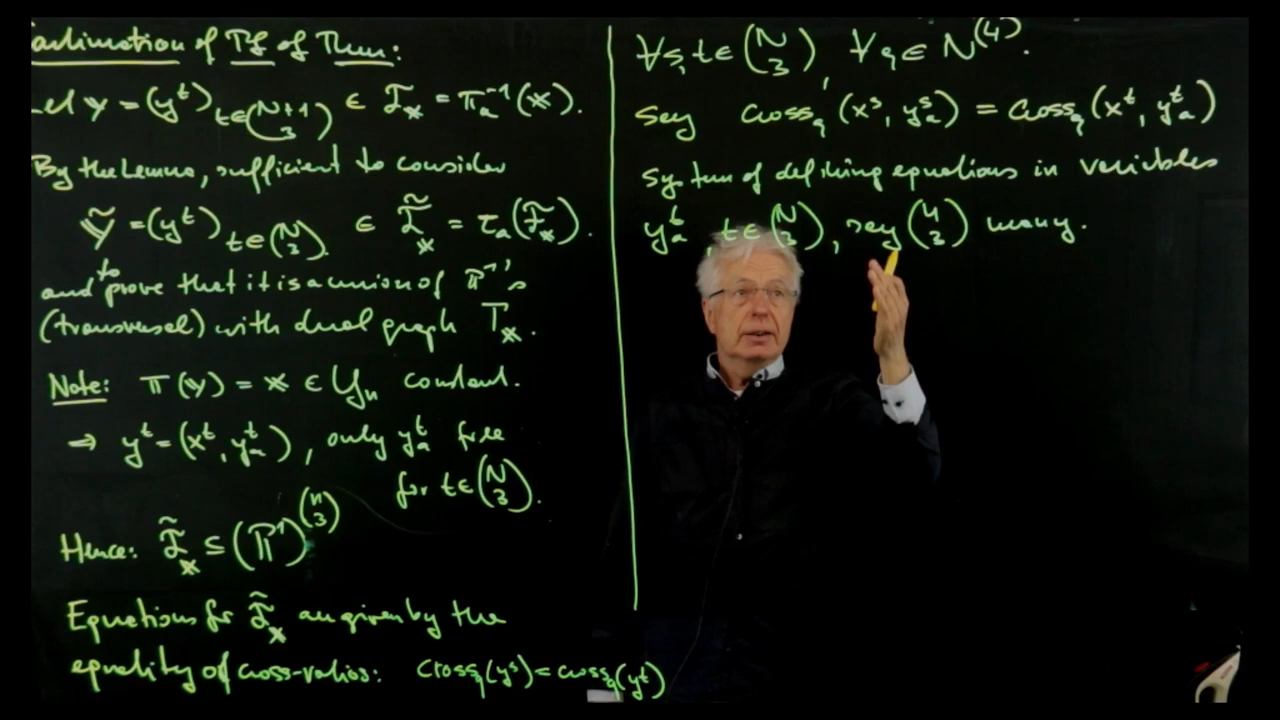 Continuation of Pf of Thm:
Let 𝕪 = (y^t)_{t∈(N+1 choose 3)} ∈ ℱ_𝕩 = π_a^{-1}(𝕩).
By the Lemma, sufficient to consider
𝕪̃ = (y^t)_{t∈(N choose 3)} ∈ ℱ̃_𝕩 = τ_a(ℱ_𝕩).
and to prove that it is a union of ℙ¹'s
(transversal) with dual graph T_𝕩.
Note: π(𝕪) = 𝕩 ∈ 𝒴_n constant.
⇒ y^t = (x^t, y_a^t), only y_a^t free
for t ∈ (N choose 3).
Hence: ℱ̃_𝕩 ⊆ (ℙ¹)^{(n choose 3)}
Equations for ℱ̃_𝕩 are given by the
equality of cross-ratios: cross_q(y^s) = cross_q(y^t)
∀s,t ∈ (N choose 3), ∀q ∈ N^{(4)}.
Say cross_q(x^s, y_a^s) = cross_q(x^t, y_a^t)
system of defining equations in variables
y_a^t, t∈(N choose 3), say (4 choose 3) many.